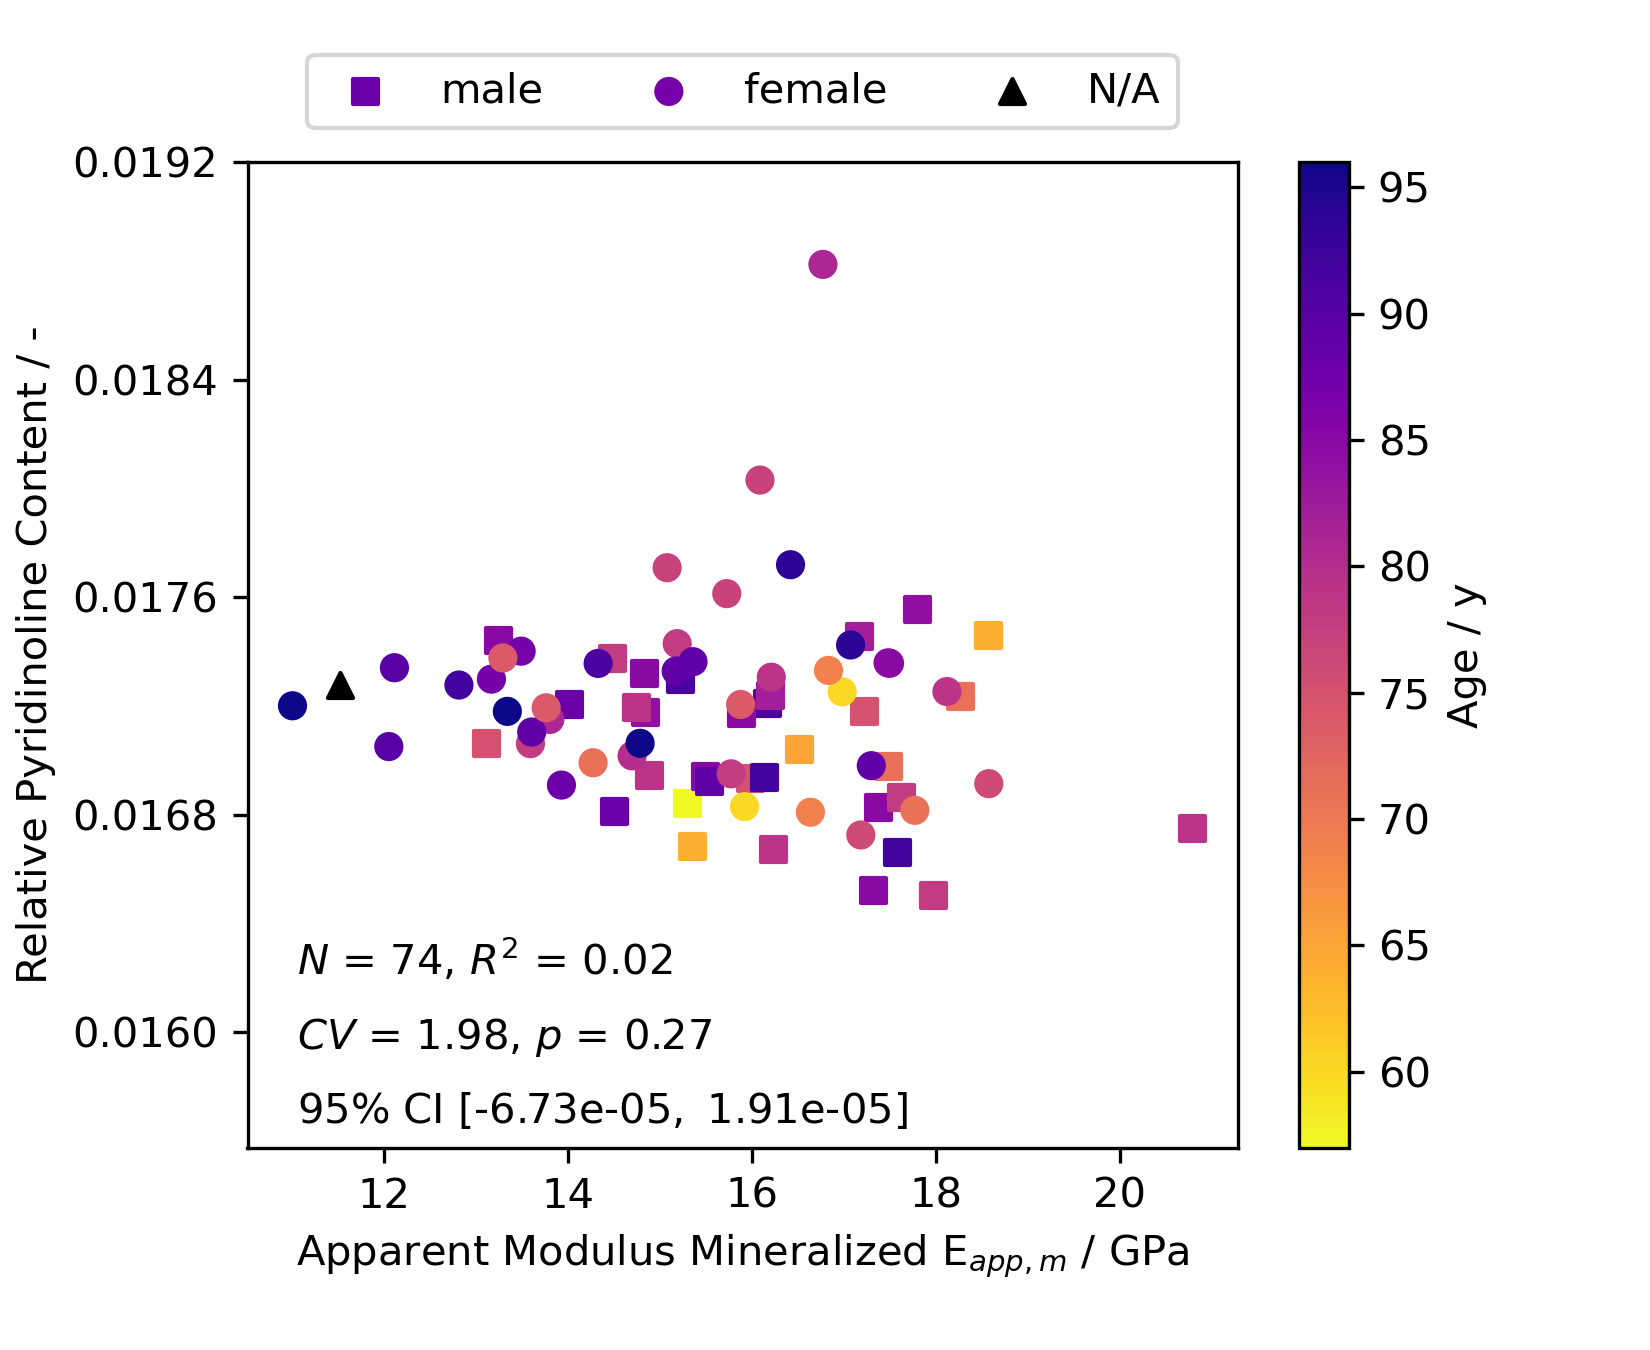 male female N/A
0.0192
0.0184
0.0176
0.0168
0.0160
Relative Pyridinoline Content / -
N = 74, R² = 0.02
CV = 1.98, p = 0.27
95% CI [-6.73e-05, 1.91e-05]
12 14 16 18 20
Apparent Modulus Mineralized E_app,m / GPa
95
90
85
80
75
70
65
60
Age / y